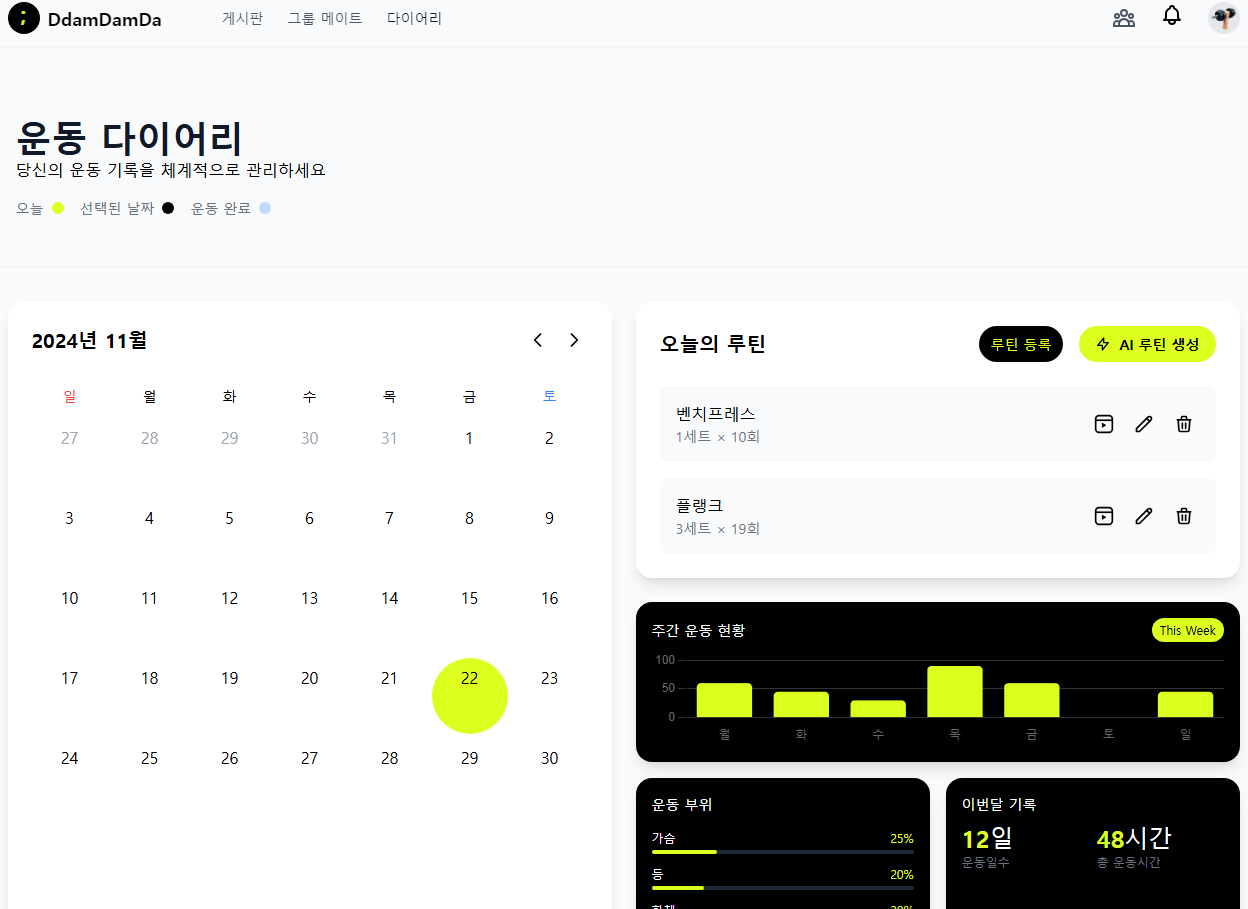 DdamDamDa
게시판 그룹 메이트 다이어리
운동 다이어리
당신의 운동 기록을 체계적으로 관리하세요
오늘 선택된 날짜 운동 완료
2024년 11월
일 월 화 수 목 금 토
27 28 29 30 31 1 2
3 4 5 6 7 8 9
10 11 12 13 14 15 16
17 18 19 20 21 22 23
24 25 26 27 28 29 30
오늘의 루틴
루틴 등록
AI 루틴 생성
벤치프레스
1세트 × 10회
플랭크
3세트 × 19회
주간 운동 현황
This Week
100
50
0
월 화 수 목 금 토 일
운동 부위
가슴 25%
등 20%
이번달 기록
12일 48시간
운동일수 총 운동시간